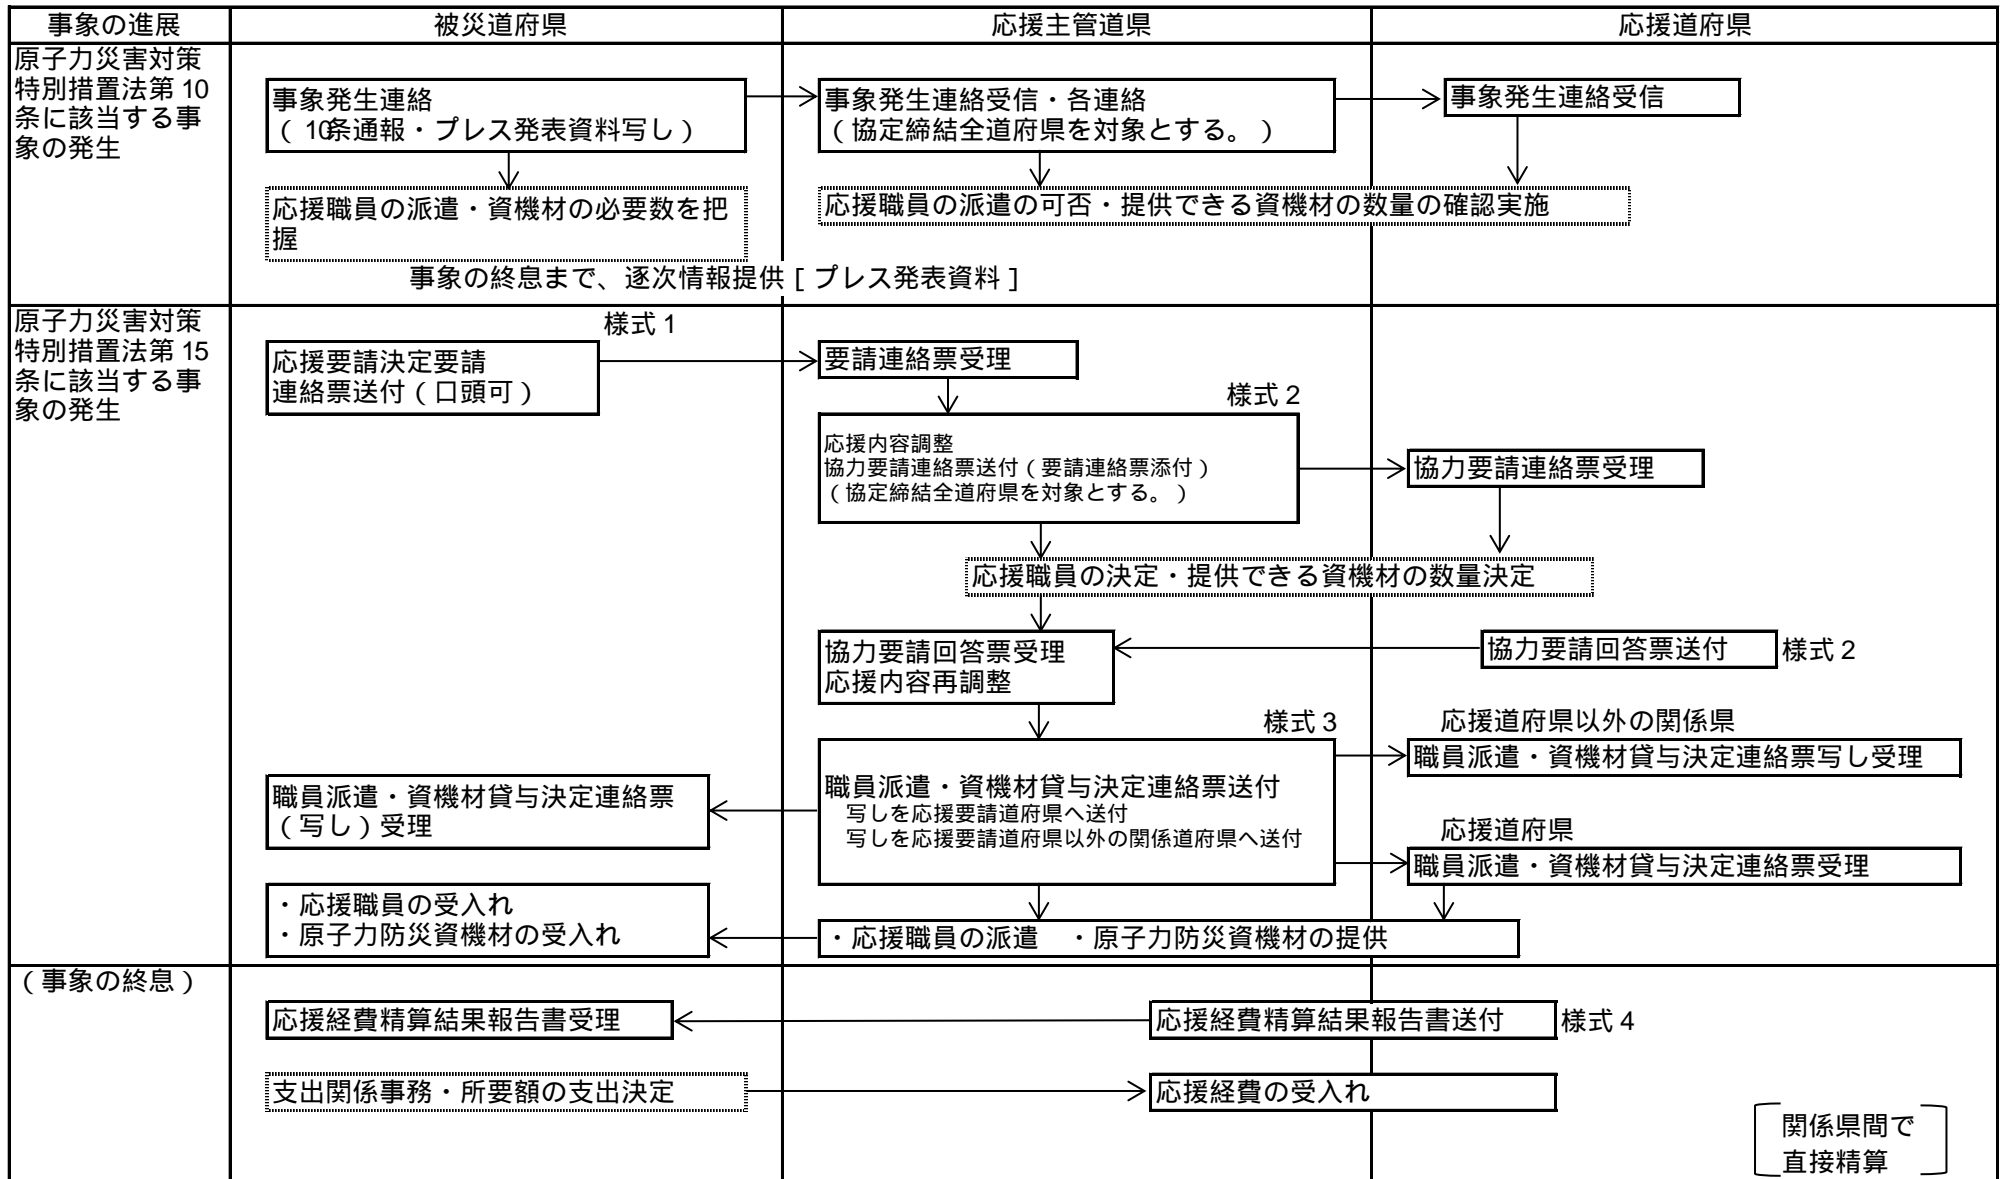 事象の進展
被災道府県
応援主管道県
応援道府県
原子力災害対策
特別措置法第10
条に該当する事
象の発生
事象発生連絡
(10条通報・プレス発表資料写し)
事象発生連絡受信・各連絡
(協定締結全道府県を対象とする。)
事象発生連絡受信
応援職員の派遣・資機材の必要数を把
握
応援職員の派遣の可否・提供できる資機材の数量の確認実施
事象の終息まで、逐次情報提供[プレス発表資料]
原子力災害対策
特別措置法第15
条に該当する事
象の発生
様式1
応援要請決定要請
連絡票送付(口頭可)
要請連絡票受理
様式2
応援内容調整
協力要請連絡票送付(要請連絡票添付)
(協定締結全道府県を対象とする。)
協力要請連絡票受理
応援職員の決定・提供できる資機材の数量決定
協力要請回答票受理
応援内容再調整
協力要請回答票送付
様式2
様式3
応援道府県以外の関係県
職員派遣・資機材貸与決定連絡票写し受理
職員派遣・資機材貸与決定連絡票送付
写しを応援要請道府県へ送付
写しを応援要請道府県以外の関係道府県へ送付
職員派遣・資機材貸与決定連絡票
(写し)受理
応援道府県
職員派遣・資機材貸与決定連絡票受理
・応援職員の受入れ
・原子力防災資機材の受入れ
・応援職員の派遣 ・原子力防災資機材の提供
(事象の終息)
応援経費精算結果報告書受理
応援経費精算結果報告書送付
様式4
支出関係事務・所要額の支出決定
応援経費の受入れ
関係県間で
直接精算